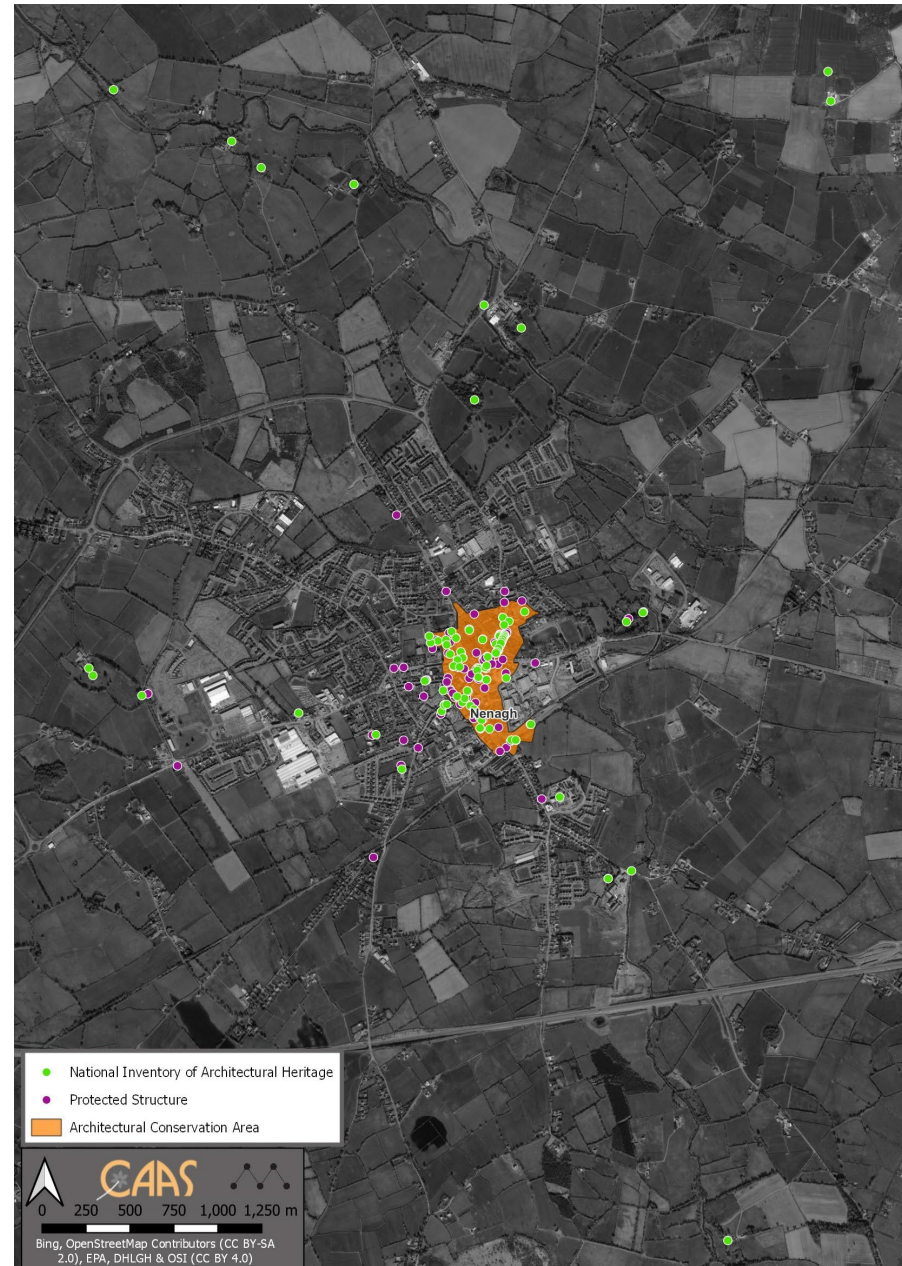 Nenagh
National Inventory of Architectural Heritage
Protected Structure
Architectural Conservation Area
CAAS
0 250 500 750 1,000 1,250 m
Bing, OpenStreetMap Contributors (CC BY-SA
2.0), EPA, DHLGH & OSI (CC BY 4.0)